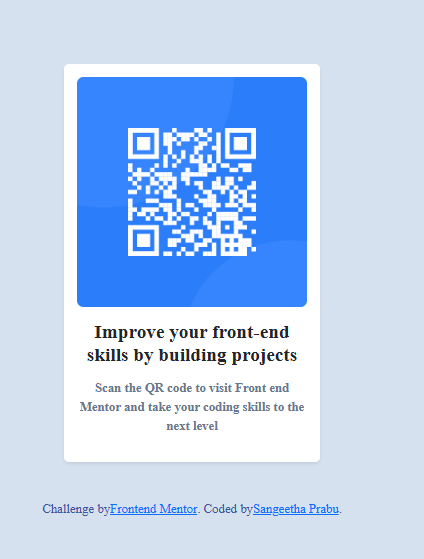 Improve your front-end
skills by building projects
Scan the QR code to visit Front end
Mentor and take your coding skills to the
next level
Challenge byFrontend Mentor. Coded bySangeetha Prabu.